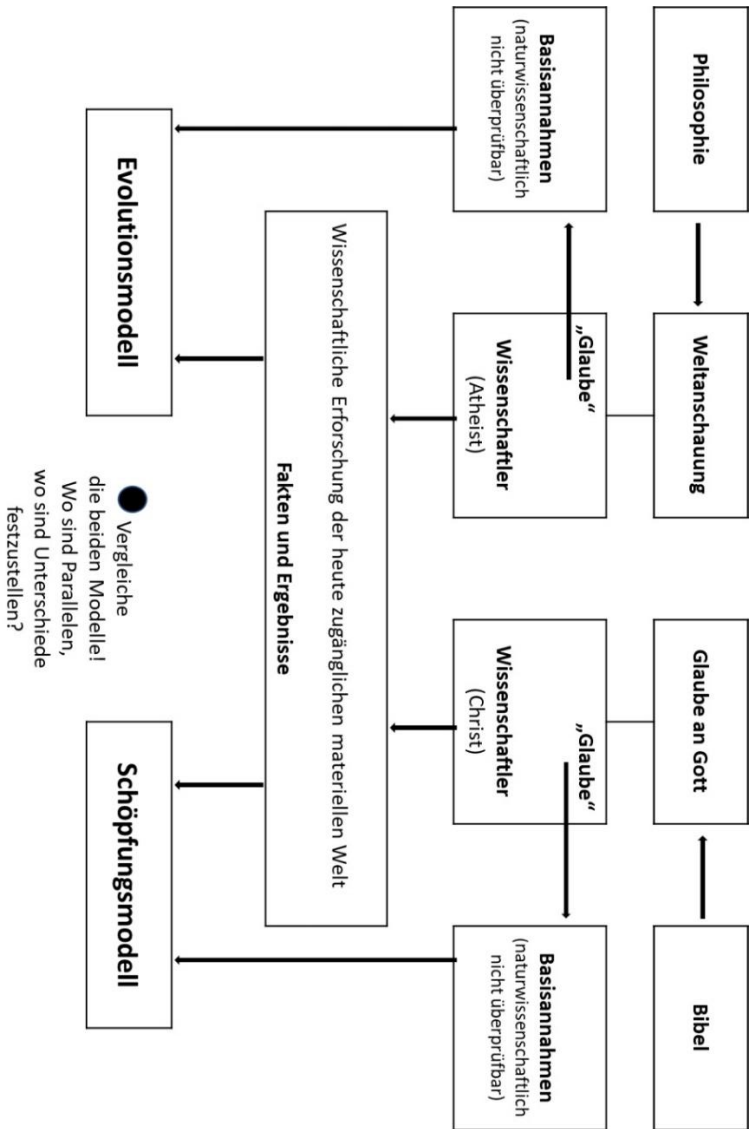 Philosophie
Weltanschauung
Glaube an Gott
Bibel
Basisannahmen
(naturwissenschaftlich
nicht überprüfbar)
„Glaube“
Wissenschaftler
(Atheist)
„Glaube“
Wissenschaftler
(Christ)
Basisannahmen
(naturwissenschaftlich
nicht überprüfbar)
Wissenschaftliche Erforschung der heute zugänglichen materiellen Welt
Fakten und Ergebnisse
Evolutionsmodell
Vergleiche
die beiden Modelle!
Wo sind Parallelen,
wo sind Unterschiede
festzustellen?
Schöpfungsmodell